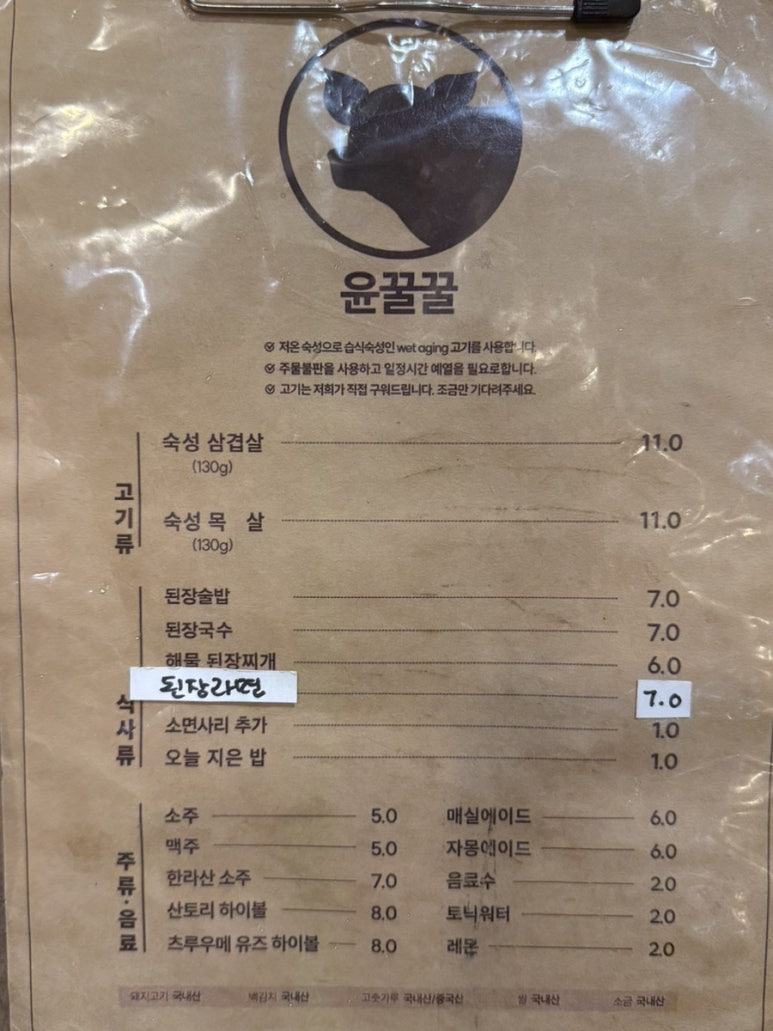 윤꿀꿀
저온 숙성으로 습식숙성인 wet aging 고기를 사용합니다.
주물불판을 사용하고 일정시간 예열을 필요로합니다.
고기는 저희가 직접 구워드립니다. 조금만 기다려주세요.
고기류
숙성 삼겹살 11.0
(130g)
숙성 목 살 11.0
(130g)
식사류
된장술밥 7.0
된장국수 7.0
해물 된장찌개 6.0
된장라면 7.0
소면사리 추가 1.0
오늘 지은 밥 1.0
주류·음료
소주 5.0 매실에이드 6.0
맥주 5.0 자몽에이드 6.0
한라산 소주 7.0 음료수 2.0
산토리 하이볼 8.0 토닉워터 2.0
츠루우메 유즈 하이볼 8.0 레몬 2.0
돼지고기 국내산 배김치 국내산 고춧가루 국내산/중국산 쌀 국내산 소금 국내산